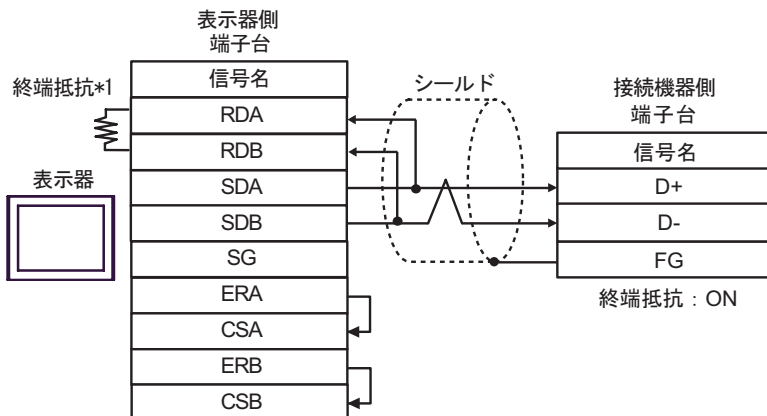 表示器側
端子台
終端抵抗*1
表示器
信号名
RDA
RDB
SDA
SDB
SG
ERA
CSA
ERB
CSB
シールド
接続機器側
端子台
信号名
D+
D-
FG
終端抵抗：ON